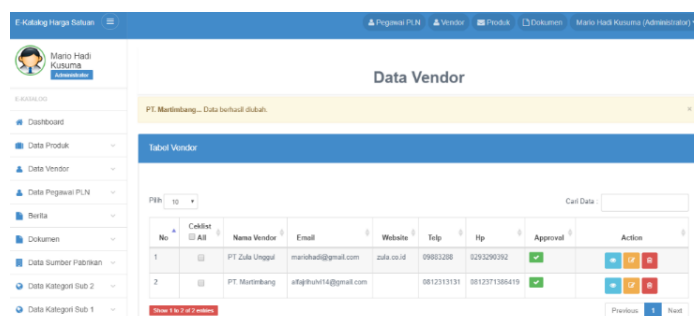 E-Katalog Harga Satuan
Pegawai PLN Vendor Produk Dokumen Mario Hadi Kusuma (Administrator)
Mario Hadi
Kusuma
Administrator
E-KATALOG
Dashboard
Data Produk
Data Vendor
Data Pegawai PLN
Berita
Dokumen
Data Sumber Pabrikan
Data Kategori Sub 2
Data Kategori Sub 1
Data Vendor
PT. Martimbang... Data berhasil diubah. ×
Tabel Vendor
Pilih 10 Cari Data :
No Ceklist All Nama Vendor Email Website Telp Hp Approval Action
1 PT Zula Unggul mariohadi@gmail.com zula.co.id 09883288 0293290392
2 PT. Martimbang alfajrihulvi14@gmail.com 0812313131 0812371386419
Show 1 to 2 of 2 entries
Previous 1 Next